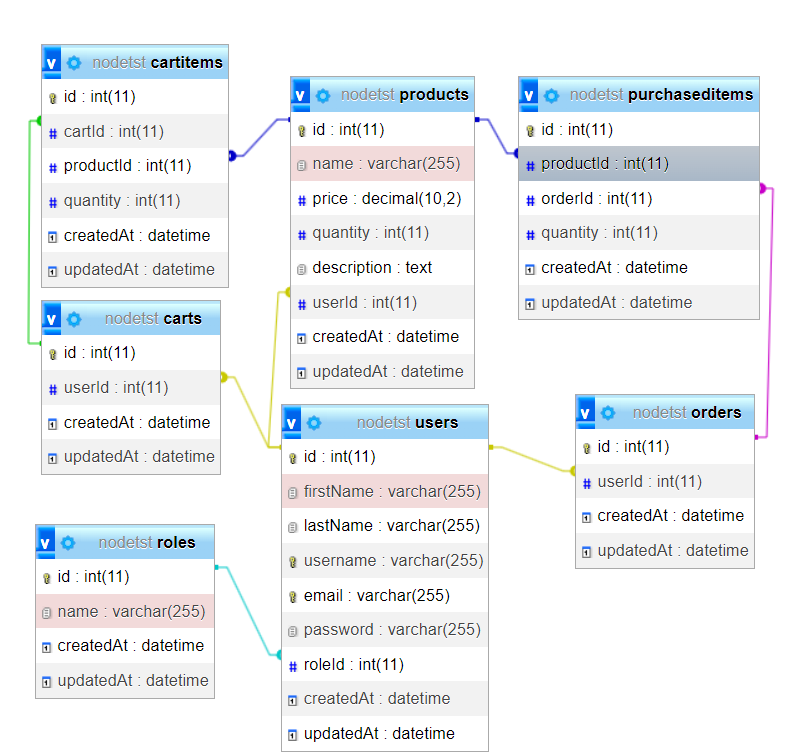 v nodetst cartitems
id : int(11)
cartId : int(11)
productId : int(11)
quantity : int(11)
createdAt : datetime
updatedAt : datetime
v nodetst products
id : int(11)
name : varchar(255)
price : decimal(10,2)
quantity : int(11)
description : text
userId : int(11)
createdAt : datetime
updatedAt : datetime
v nodetst purchaseditems
id : int(11)
productId : int(11)
orderId : int(11)
quantity : int(11)
createdAt : datetime
updatedAt : datetime
v nodetst carts
id : int(11)
userId : int(11)
createdAt : datetime
updatedAt : datetime
v nodetst users
id : int(11)
firstName : varchar(255)
lastName : varchar(255)
username : varchar(255)
email : varchar(255)
password : varchar(255)
roleId : int(11)
createdAt : datetime
updatedAt : datetime
v nodetst orders
id : int(11)
userId : int(11)
createdAt : datetime
updatedAt : datetime
v nodetst roles
id : int(11)
name : varchar(255)
createdAt : datetime
updatedAt : datetime